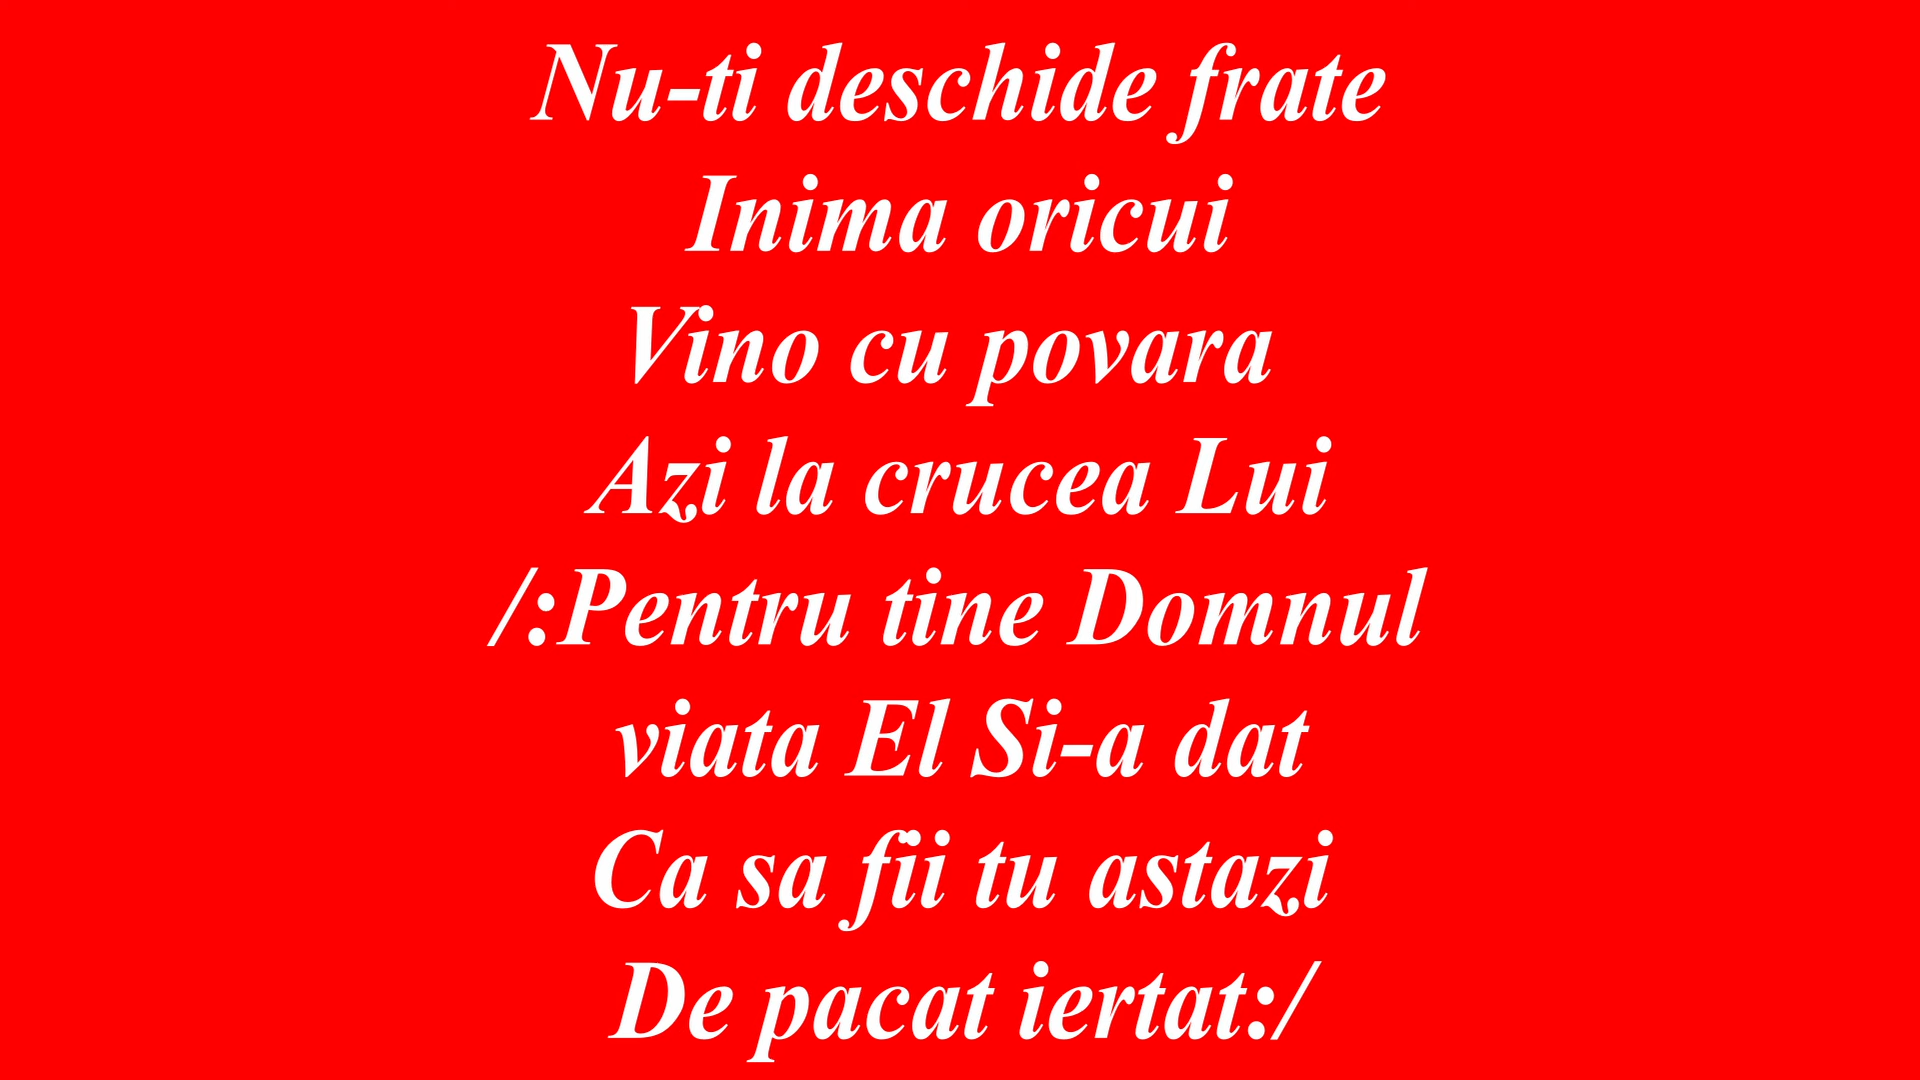 Nu-ti deschide frate
Inima oricui
Vino cu povara
Azi la crucea Lui
/:Pentru tine Domnul
viata El Si-a dat
Ca sa fii tu astazi
De pacat iertat:/